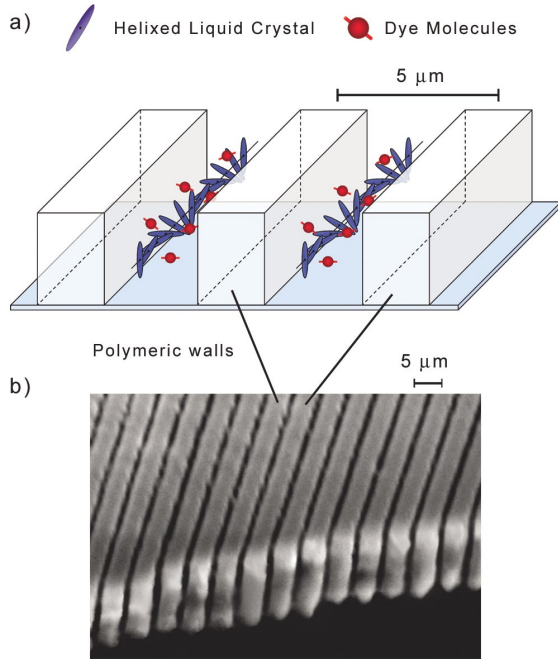 a)
Helixed Liquid Crystal
Dye Molecules
5 μm
Polymeric walls
b)
5 μm